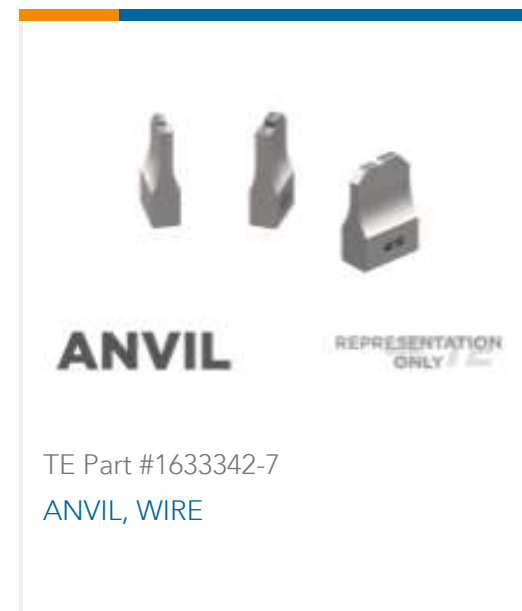 ANVIL
REPRESENTATION
ONLY
TE Part #1633342-7
ANVIL, WIRE